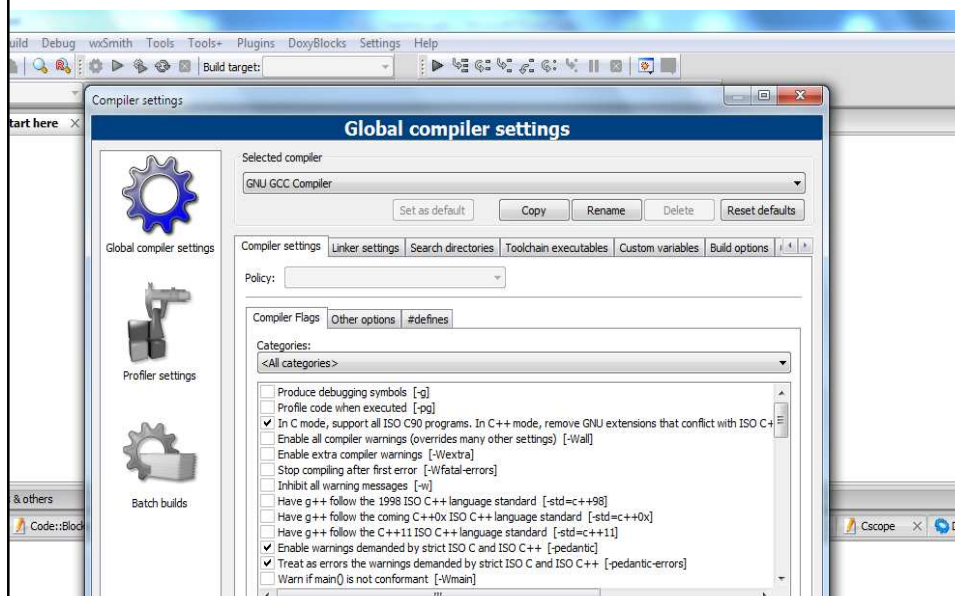 uild Debug wxSmith Tools Tools+ Plugins DoxyBlocks Settings Help
Build target:
Compiler settings
tart here
Global compiler settings
Selected compiler
GNU GCC Compiler
Set as default Copy Rename Delete Reset defaults
Global compiler settings
Compiler settings Linker settings Search directories Toolchain executables Custom variables Build options
Policy:
Compiler Flags Other options #defines
Categories:
<All categories>
Profiler settings
Produce debugging symbols [-g]
Profile code when executed [-pg]
In C mode, support all ISO C90 programs. In C++ mode, remove GNU extensions that conflict with ISO C+
Enable all compiler warnings (overrides many other settings) [-Wall]
Enable extra compiler warnings [-Wextra]
Stop compiling after first error [-Wfatal-errors]
Inhibit all warning messages [-w]
Have g++ follow the 1998 ISO C++ language standard [-std=c++98]
Have g++ follow the coming C++0x ISO C++ language standard [-std=c++0x]
Have g++ follow the C++11 ISO C++ language standard [-std=c++11]
Enable warnings demanded by strict ISO C and ISO C++ [-pedantic]
Treat as errors the warnings demanded by strict ISO C and ISO C++ [-pedantic-errors]
Warn if main() is not conformant [-Wmain]
Batch builds
& others
Code::Block
Cscope